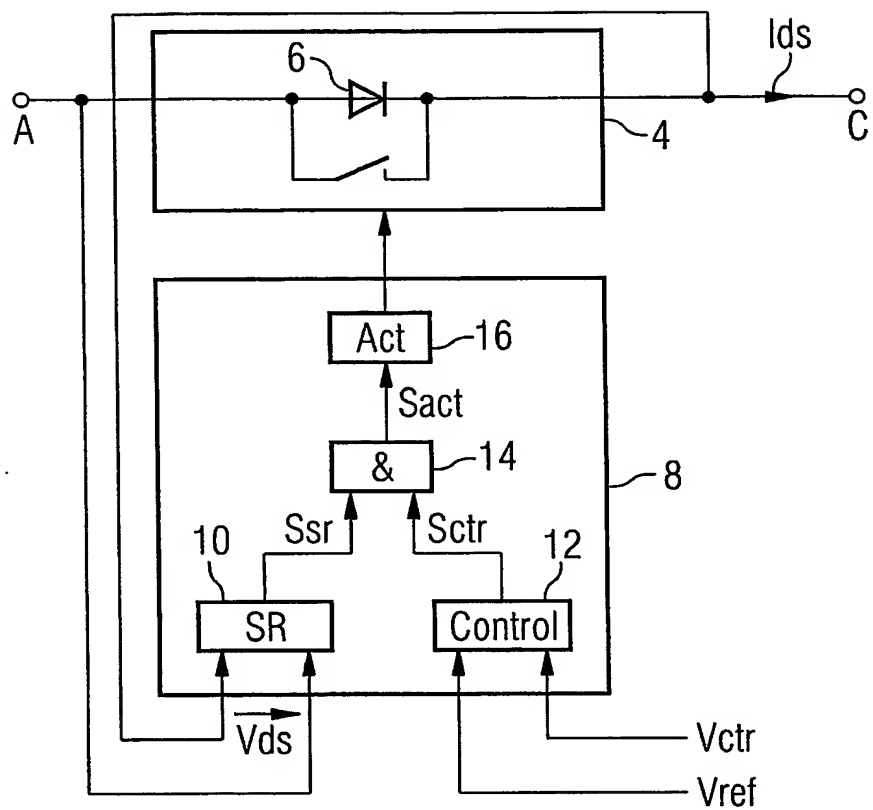 Ids
6
A
C
4
Act
16
Sact
&
14
8
Ssr
Sctr
10
12
SR
Control
Vds
Vctr
Vref